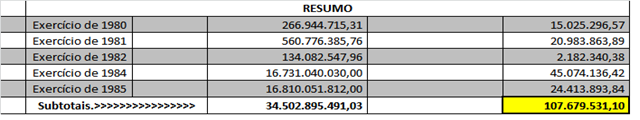 RESUMO
Exercício de 1980 266.944.715,31 15.025.296,57
Exercício de 1981 560.776.385,76 20.983.863,89
Exercício de 1982 134.082.547,96 2.182.340,38
Exercício de 1984 16.731.040.030,00 45.074.136,42
Exercício de 1985 16.810.051.812,00 24.413.893,84
Subtotais.>>>>>>>>>>>>>>>> 34.502.895.491,03 107.679.531,10